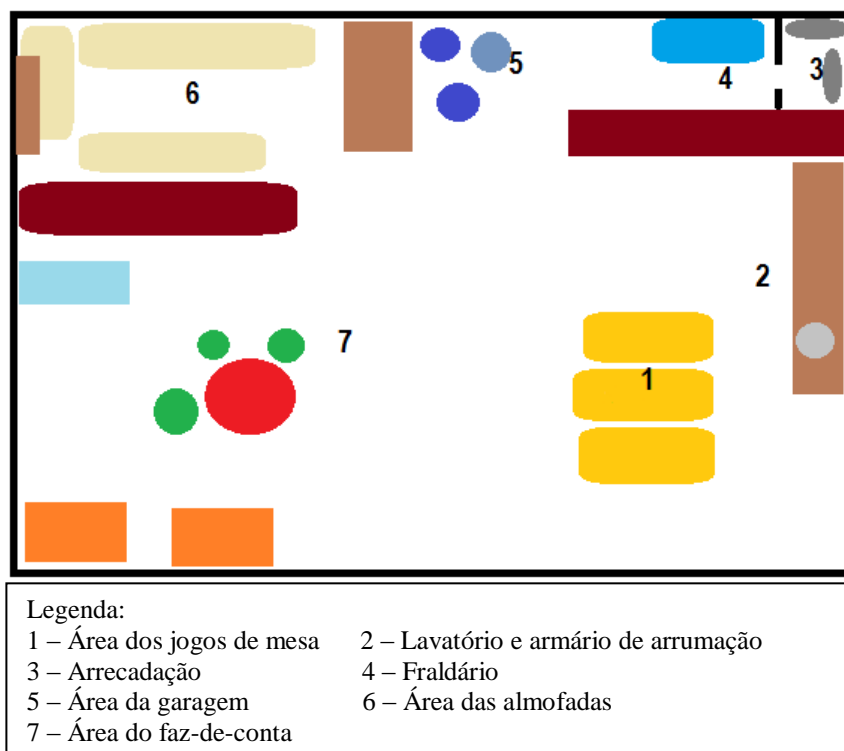 6
5
4
3
2
7
1
Legenda:
1 – Área dos jogos de mesa 2 – Lavatório e armário de arrumação
3 – Arrecadação 4 – Fraldário
5 – Área da garagem 6 – Área das almofadas
7 – Área do faz-de-conta